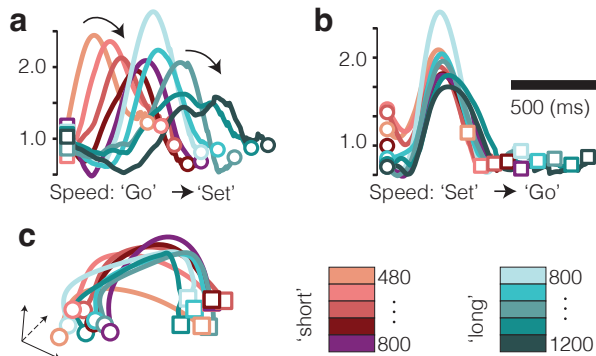 a
b
2.0
1.0
2.0
1.0
500 (ms)
Speed: 'Go' → 'Set'
Speed: 'Set' → 'Go'
c
'short'
480
⋮
800
'long'
800
⋮
1200